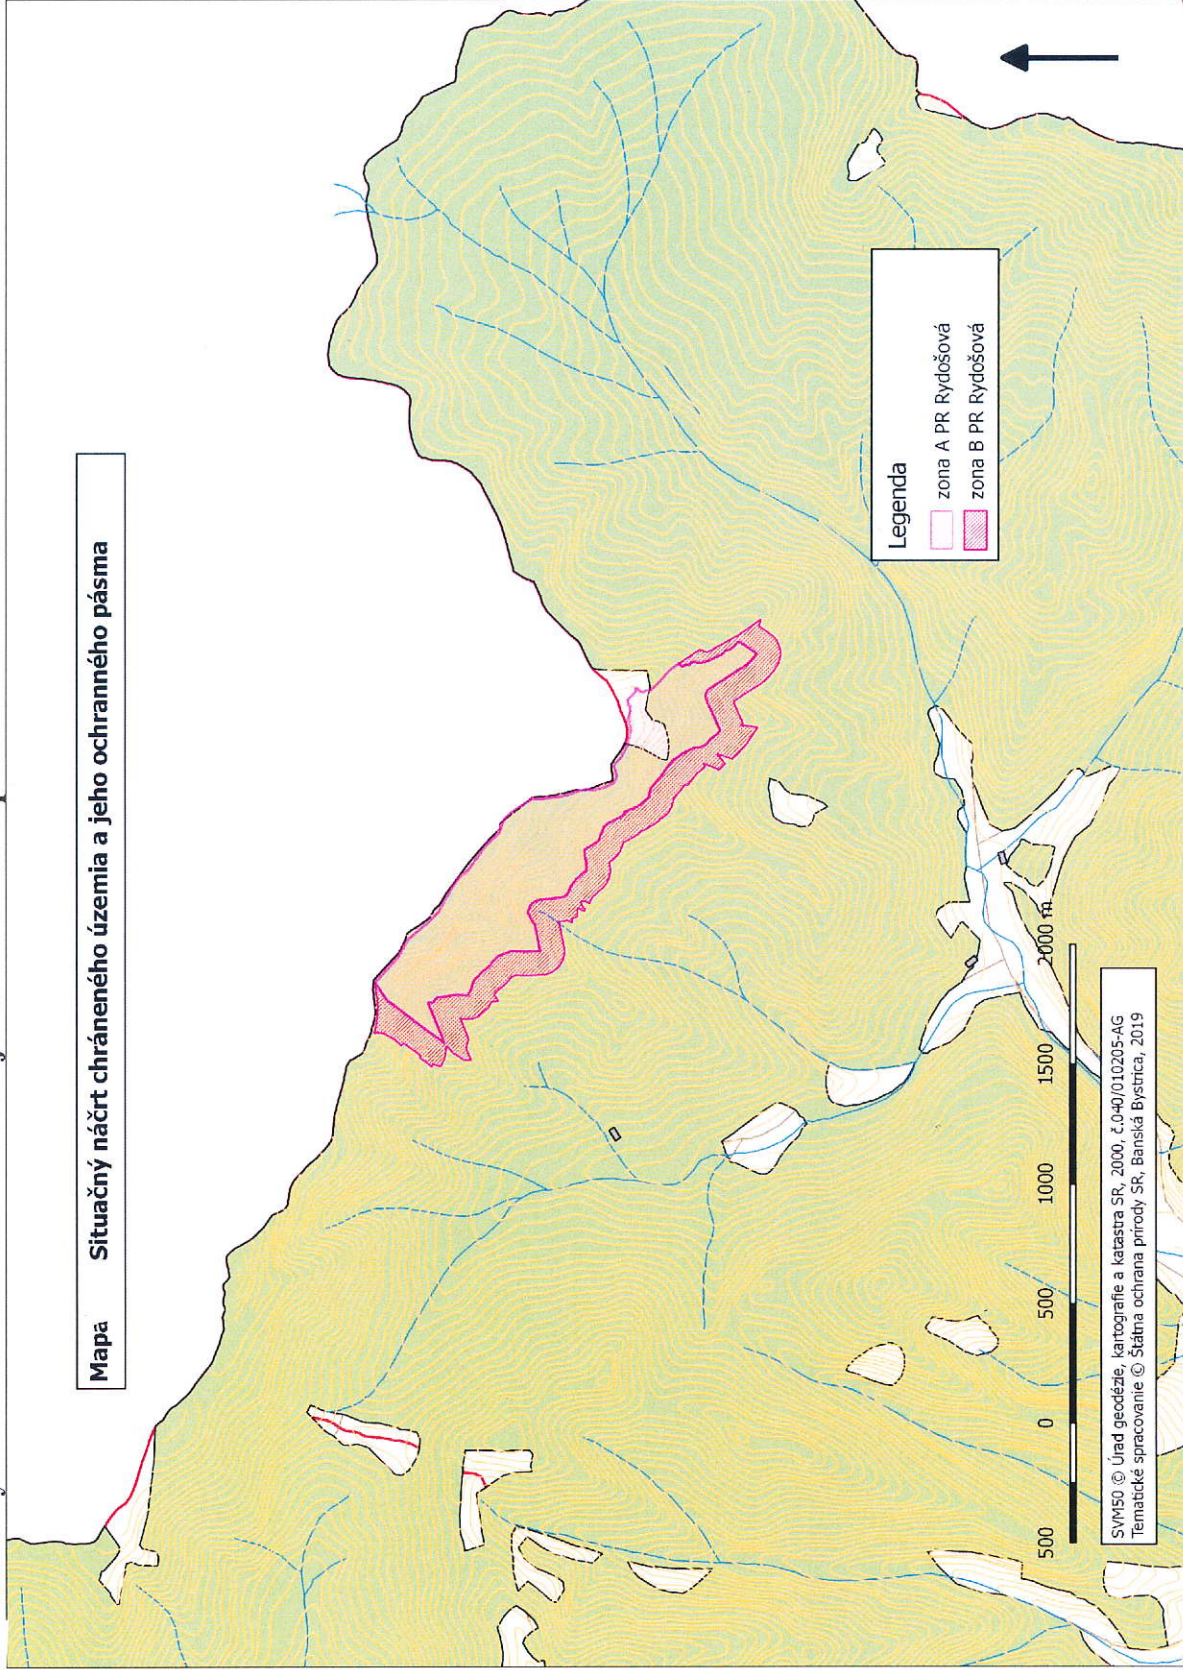 Mapa Situačný náčrt chráneného územia a jeho ochranného pásma
Legenda
zona A PR Rydošová
zona B PR Rydošová
500 0 500 1000 1500 2000 m
SVM50 © Úrad geodézie, kartografie a katastra SR, 2000, č.040/010205-AG
Tematické spracovanie © Štátna ochrana prírody SR, Banská Bystrica, 2019